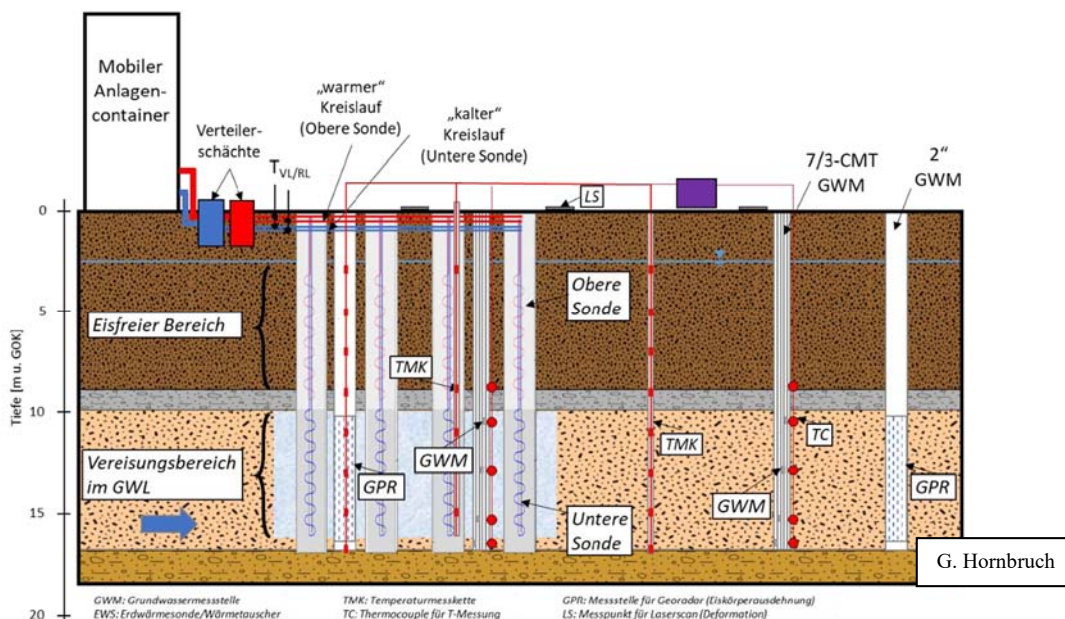 Mobiler
Anlagen-
container
Verteiler-
schächte
T VL/RL
„warmer“
Kreislauf
(Obere Sonde)
„kalter“
Kreislauf
(Untere Sonde)
LS
7/3-CMT
GWM
2“
GWM
Tiefe [m u. GOK]
0
5
10
15
20
Eisfreier Bereich
Obere
Sonde
TMK
GWM
TMK
TC
Vereisungsbereich
im GWL
GPR
Untere
Sonde
GWM
GPR
G. Hornbruch
GWM: Grundwassermessstelle
EWS: Erdwärmesonde/Wärmetauscher
TMK: Temperaturmesskette
TC: Thermocouple für T-Messung
GPR: Messstelle für Georadar (Eiskörperausdehnung)
LS: Messpunkt für Laserscan (Deformation)